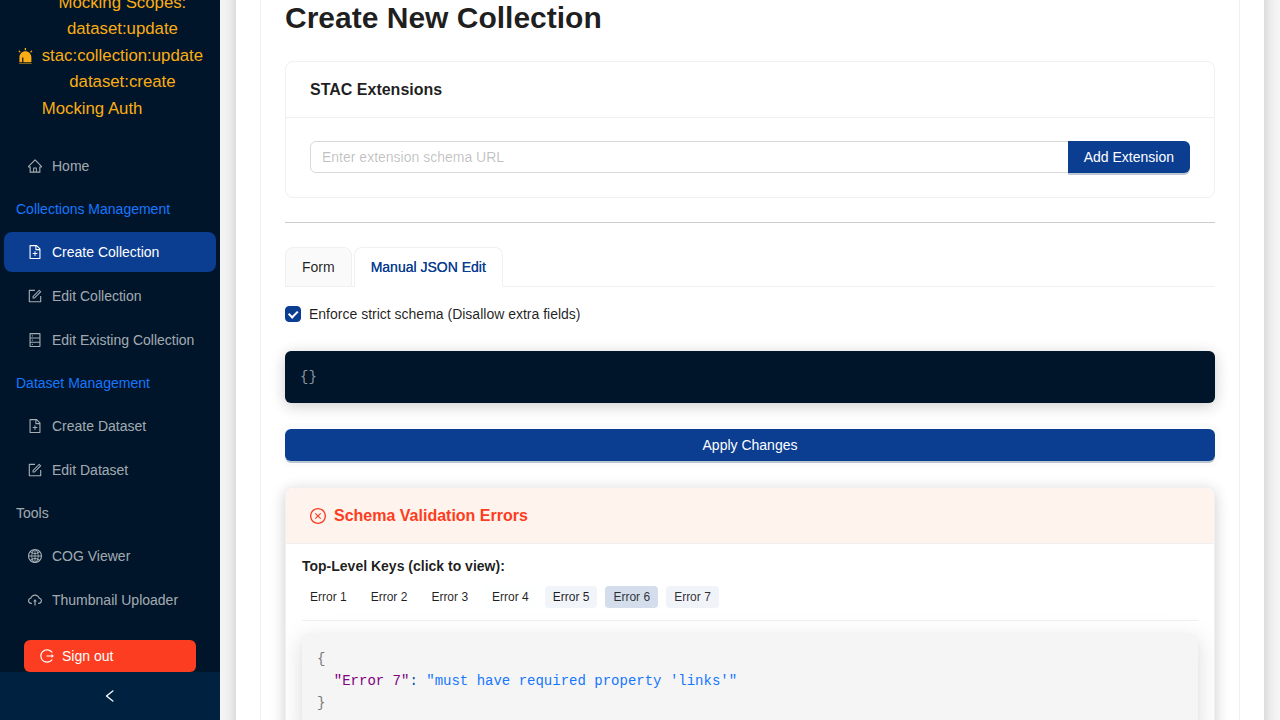 Mocking Scopes:
dataset:update
stac:collection:update
dataset:create
Mocking Auth
Home
Collections Management
Create Collection
Edit Collection
Edit Existing Collection
Dataset Management
Create Dataset
Edit Dataset
Tools
COG Viewer
Thumbnail Uploader
Sign out
Create New Collection
STAC Extensions
Enter extension schema URL
Add Extension
Form
Manual JSON Edit
Enforce strict schema (Disallow extra fields)
{}
Apply Changes
Schema Validation Errors
Top-Level Keys (click to view):
Error 1 Error 2 Error 3 Error 4 Error 5 Error 6 Error 7
{
"Error 7": "must have required property 'links'"
}